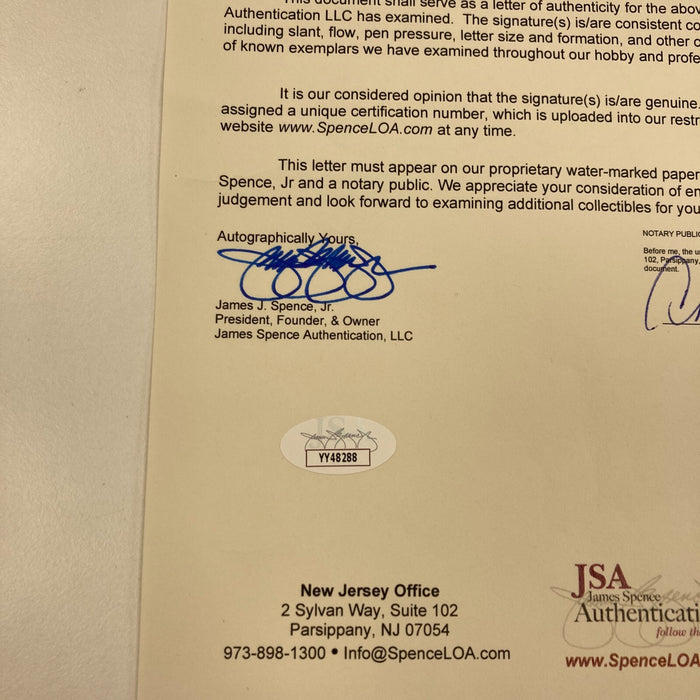 This document shall serve as a letter of authenticity for the abov
Authentication LLC has examined. The signature(s) is/are consistent co
including slant, flow, pen pressure, letter size and formation, and other c
of known exemplars we have examined throughout our hobby and profe
It is our considered opinion that the signature(s) is/are genuine.
assigned a unique certification number, which is uploaded into our restr
website www.SpenceLOA.com at any time.
This letter must appear on our proprietary water-marked paper
Spence, Jr and a notary public. We appreciate your consideration of en
judgement and look forward to examining additional collectibles for you
Autographically Yours,
James J. Spence, Jr.
President, Founder, & Owner
James Spence Authentication, LLC
NOTARY PUBLIC
Before me, the u
102, Parsippany,
document.
JSA
YY48288
New Jersey Office
2 Sylvan Way, Suite 102
Parsippany, NJ 07054
973-898-1300 • Info@SpenceLOA.com
JSA
James Spence
Authenticati
follow th
www.SpenceLOA